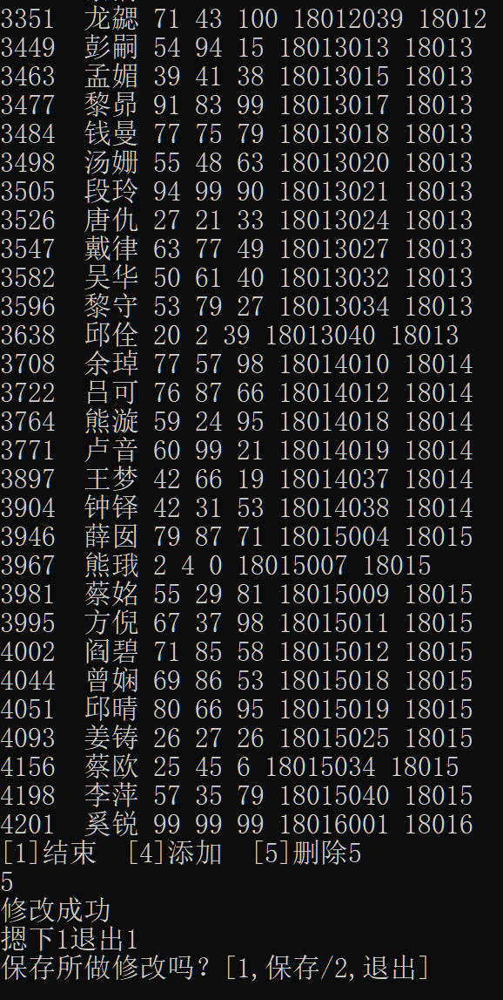 3351 龙勰 71 43 100 18012039 18012
3449 彭嗣 54 94 15 18013013 18013
3463 孟媚 39 41 38 18013015 18013
3477 黎昴 91 83 99 18013017 18013
3484 钱曼 77 75 79 18013018 18013
3498 汤姗 55 48 63 18013020 18013
3505 段玲 94 99 90 18013021 18013
3526 唐仇 27 21 33 18013024 18013
3547 戴律 63 77 49 18013027 18013
3582 吴华 50 61 40 18013032 18013
3596 黎守 53 79 27 18013034 18013
3638 邱佺 20 2 39 18013040 18013
3708 余琸 77 57 98 18014010 18014
3722 吕可 76 87 66 18014012 18014
3764 熊漩 59 24 95 18014018 18014
3771 卢音 60 99 21 18014019 18014
3897 王梦 42 66 19 18014037 18014
3904 钟铎 42 31 53 18014038 18014
3946 薛囡 79 87 71 18015004 18015
3967 熊珴 2 4 0 18015007 18015
3981 蔡姳 55 29 81 18015009 18015
3995 方倪 67 37 98 18015011 18015
4002 阎碧 71 85 58 18015012 18015
4044 曾娴 69 86 53 18015018 18015
4051 邱晴 80 66 95 18015019 18015
4093 姜铸 26 27 26 18015025 18015
4156 蔡欧 25 45 6 18015034 18015
4198 李萍 57 35 79 18015040 18015
4201 奚锐 99 99 99 18016001 18016
[1]结束 [4]添加 [5]删除5
5
修改成功
摁下1退出1
保存所做修改吗？[1,保存/2,退出]